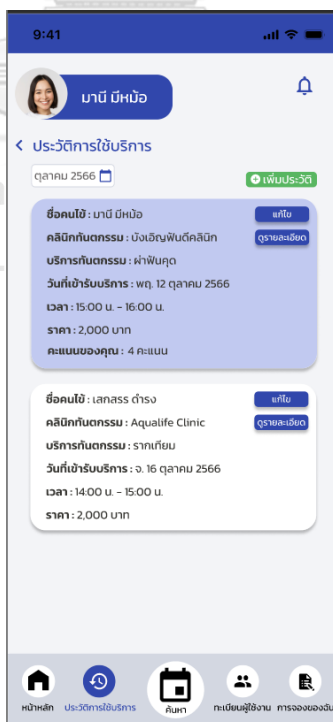 9:41
มานี มีหม้อ
ประวัติการใช้บริการ
ตุลาคม 2566
เพิ่มประวัติ
ชื่อคนไข้ : มานี มีหม้อ
แก้ไข
คลินิกทันตกรรม : บังเอิญฟันดีคลินิก
ดูรายละเอียด
บริการทันตกรรม : ผ่าฟันคุด
วันที่เข้ารับบริการ : พฤ. 12 ตุลาคม 2566
เวลา : 15:00 น. - 16:00 น.
ราคา : 2,000 บาท
คะแนนของคุณ : 4 คะแนน
ชื่อคนไข้ : เสกสรร ดำรง
แก้ไข
คลินิกทันตกรรม : Aqualife Clinic
ดูรายละเอียด
บริการทันตกรรม : รากเทียม
วันที่เข้ารับบริการ : จ. 16 ตุลาคม 2566
เวลา : 14:00 น. - 15:00 น.
ราคา : 2,000 บาท
หน้าหลัก ประวัติการใช้บริการ ค้นหา ทะเบียนผู้ใช้งาน การจองของฉัน